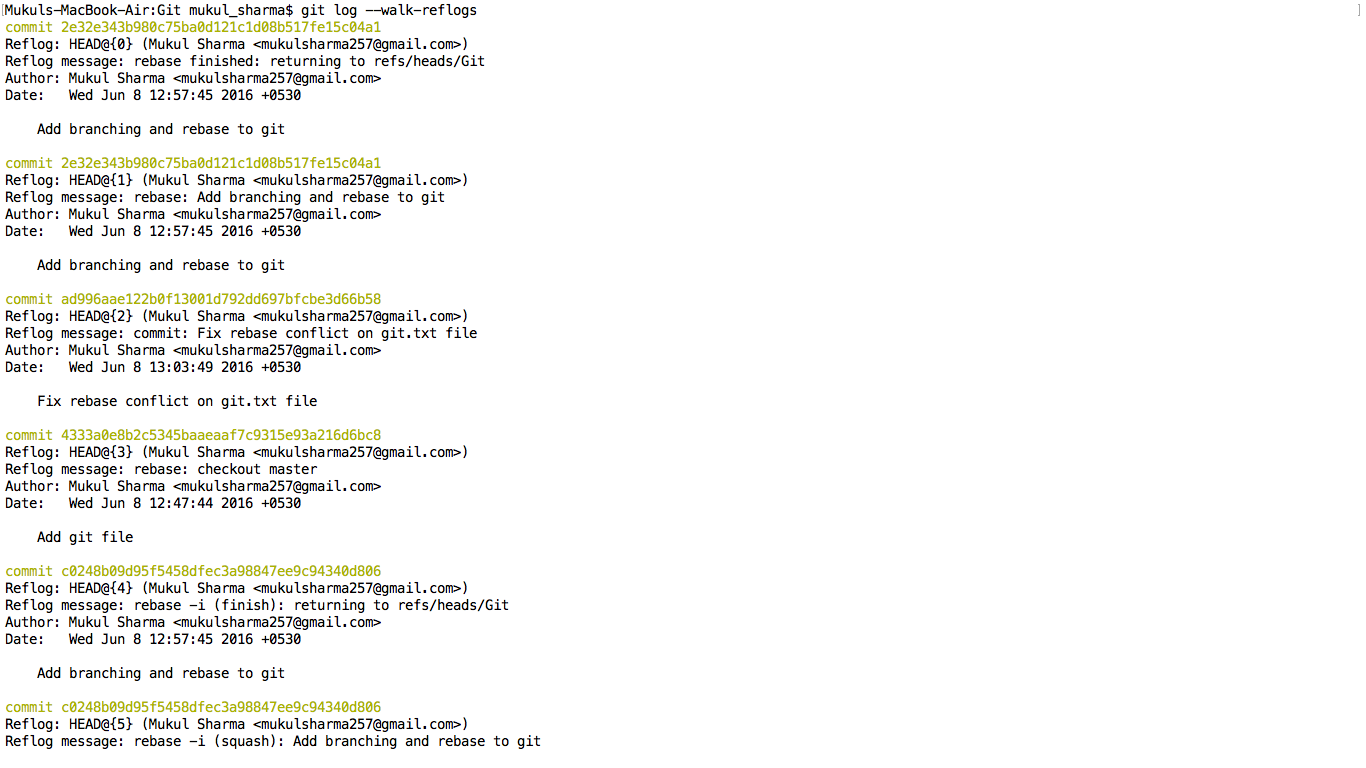 Mukuls-MacBook-Air:Git mukul_sharma$ git log --walk-reflogs
commit 2e32e343b980c75ba0d121c1d08b517fe15c04a1
Reflog: HEAD@{0} (Mukul Sharma <mukulsharma257@gmail.com>)
Reflog message: rebase finished: returning to refs/heads/Git
Author: Mukul Sharma <mukulsharma257@gmail.com>
Date:   Wed Jun 8 12:57:45 2016 +0530

    Add branching and rebase to git

commit 2e32e343b980c75ba0d121c1d08b517fe15c04a1
Reflog: HEAD@{1} (Mukul Sharma <mukulsharma257@gmail.com>)
Reflog message: rebase: Add branching and rebase to git
Author: Mukul Sharma <mukulsharma257@gmail.com>
Date:   Wed Jun 8 12:57:45 2016 +0530

    Add branching and rebase to git

commit ad996aae122b0f13001d792dd697bfcbe3d66b58
Reflog: HEAD@{2} (Mukul Sharma <mukulsharma257@gmail.com>)
Reflog message: commit: Fix rebase conflict on git.txt file
Author: Mukul Sharma <mukulsharma257@gmail.com>
Date:   Wed Jun 8 13:03:49 2016 +0530

    Fix rebase conflict on git.txt file

commit 4333a0e8b2c5345baaeaaf7c9315e93a216d6bc8
Reflog: HEAD@{3} (Mukul Sharma <mukulsharma257@gmail.com>)
Reflog message: rebase: checkout master
Author: Mukul Sharma <mukulsharma257@gmail.com>
Date:   Wed Jun 8 12:47:44 2016 +0530

    Add git file

commit c0248b09d95f5458dfec3a98847ee9c94340d806
Reflog: HEAD@{4} (Mukul Sharma <mukulsharma257@gmail.com>)
Reflog message: rebase -i (finish): returning to refs/heads/Git
Author: Mukul Sharma <mukulsharma257@gmail.com>
Date:   Wed Jun 8 12:57:45 2016 +0530

    Add branching and rebase to git

commit c0248b09d95f5458dfec3a98847ee9c94340d806
Reflog: HEAD@{5} (Mukul Sharma <mukulsharma257@gmail.com>)
Reflog message: rebase -i (squash): Add branching and rebase to git